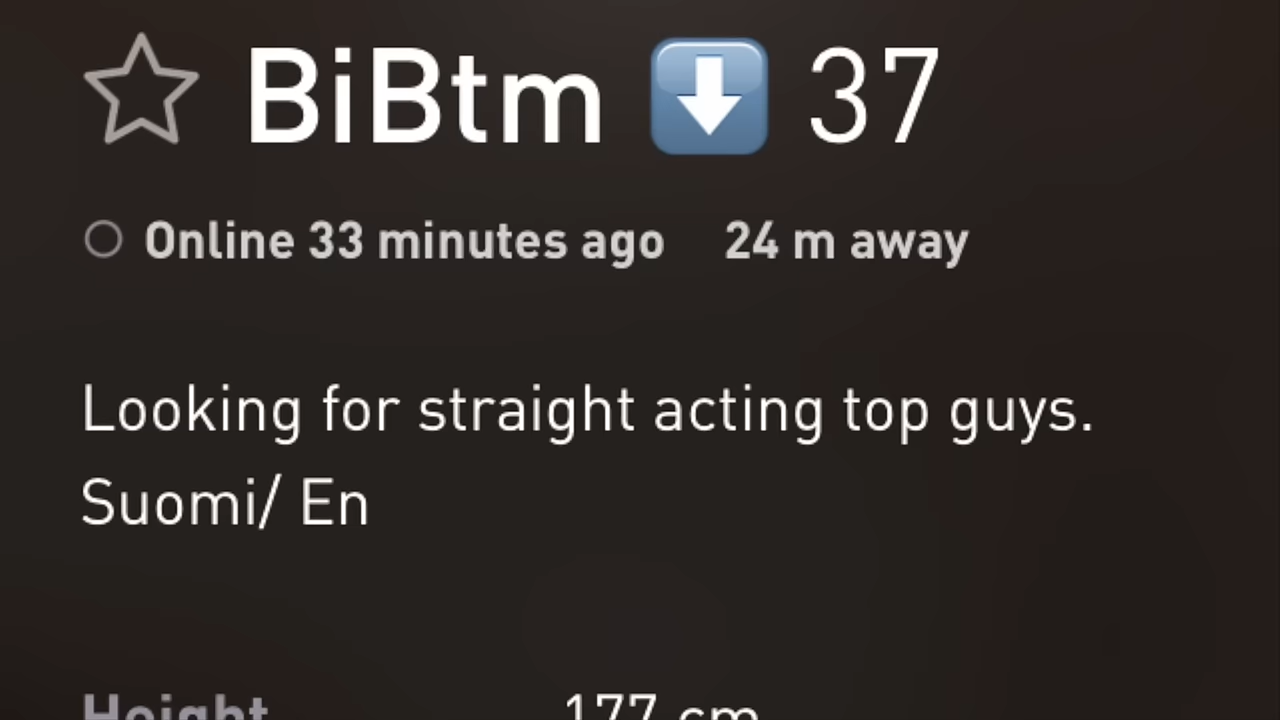 BiBtm ⬇️ 37
Online 33 minutes ago 24 m away
Looking for straight acting top guys.
Suomi/ En
Height 177 cm